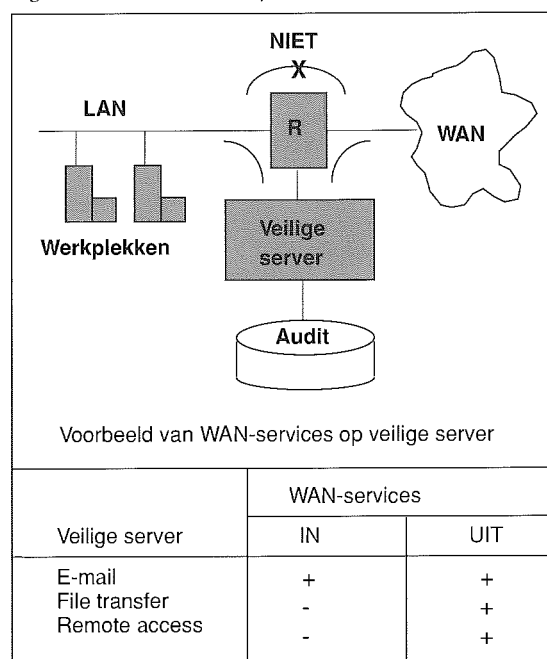 NIET
X
LAN
R
WAN
Werkplekken
Veilige
server
Audit
Voorbeeld van WAN-services op veilige server
WAN-services
Veilige server IN UIT
E-mail + +
File transfer - +
Remote access - +